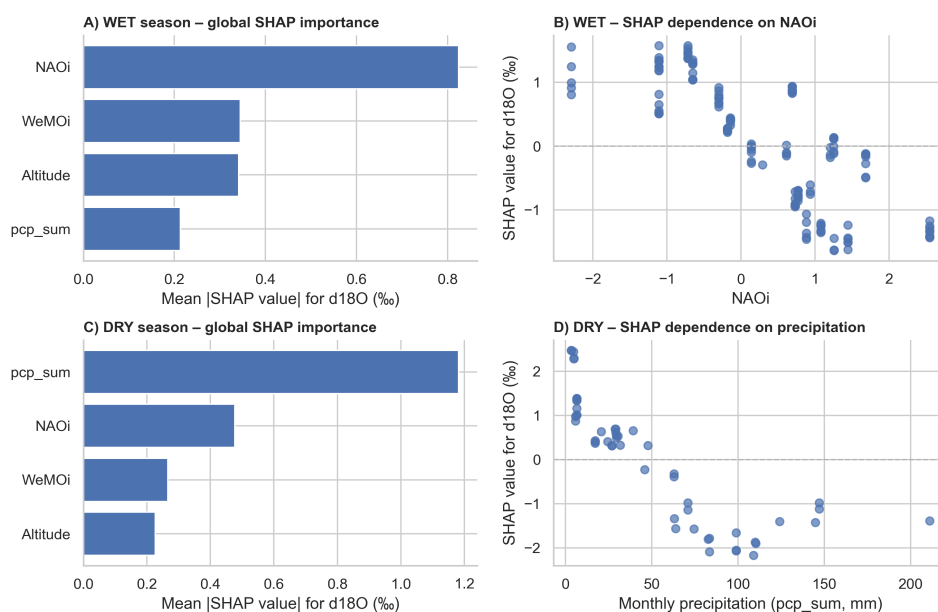 A) WET season – global SHAP importance
NAOi
WeMOi
Altitude
pcp_sum
0.0 0.2 0.4 0.6 0.8
Mean |SHAP value| for d18O (‰)
B) WET – SHAP dependence on NAOi
SHAP value for d18O (‰)
1
0
−1
−2 −1 0 1 2
NAOi
C) DRY season – global SHAP importance
pcp_sum
NAOi
WeMOi
Altitude
0.0 0.2 0.4 0.6 0.8 1.0 1.2
Mean |SHAP value| for d18O (‰)
D) DRY – SHAP dependence on precipitation
SHAP value for d18O (‰)
2
1
0
−1
−2
0 50 100 150 200
Monthly precipitation (pcp_sum, mm)